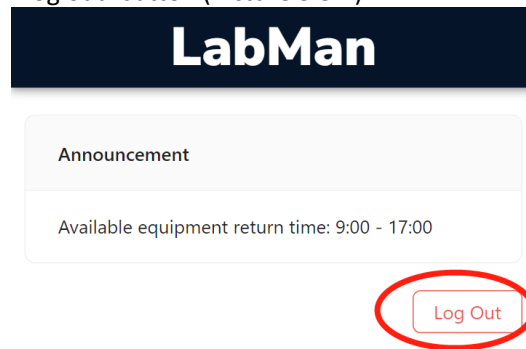 LabMan
Announcement
Available equipment return time: 9:00 - 17:00
Log Out